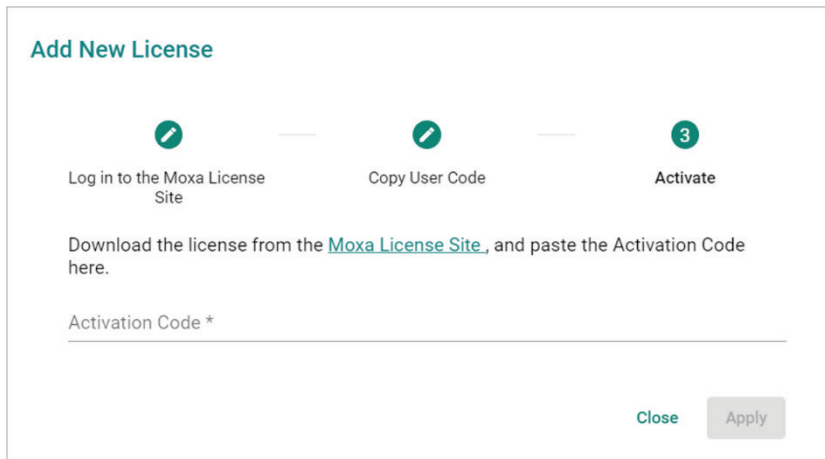 Add New License
3
Log in to the Moxa License
Site
Copy User Code
Activate
Download the license from the Moxa License Site , and paste the Activation Code
here.
Activation Code *
Close
Apply